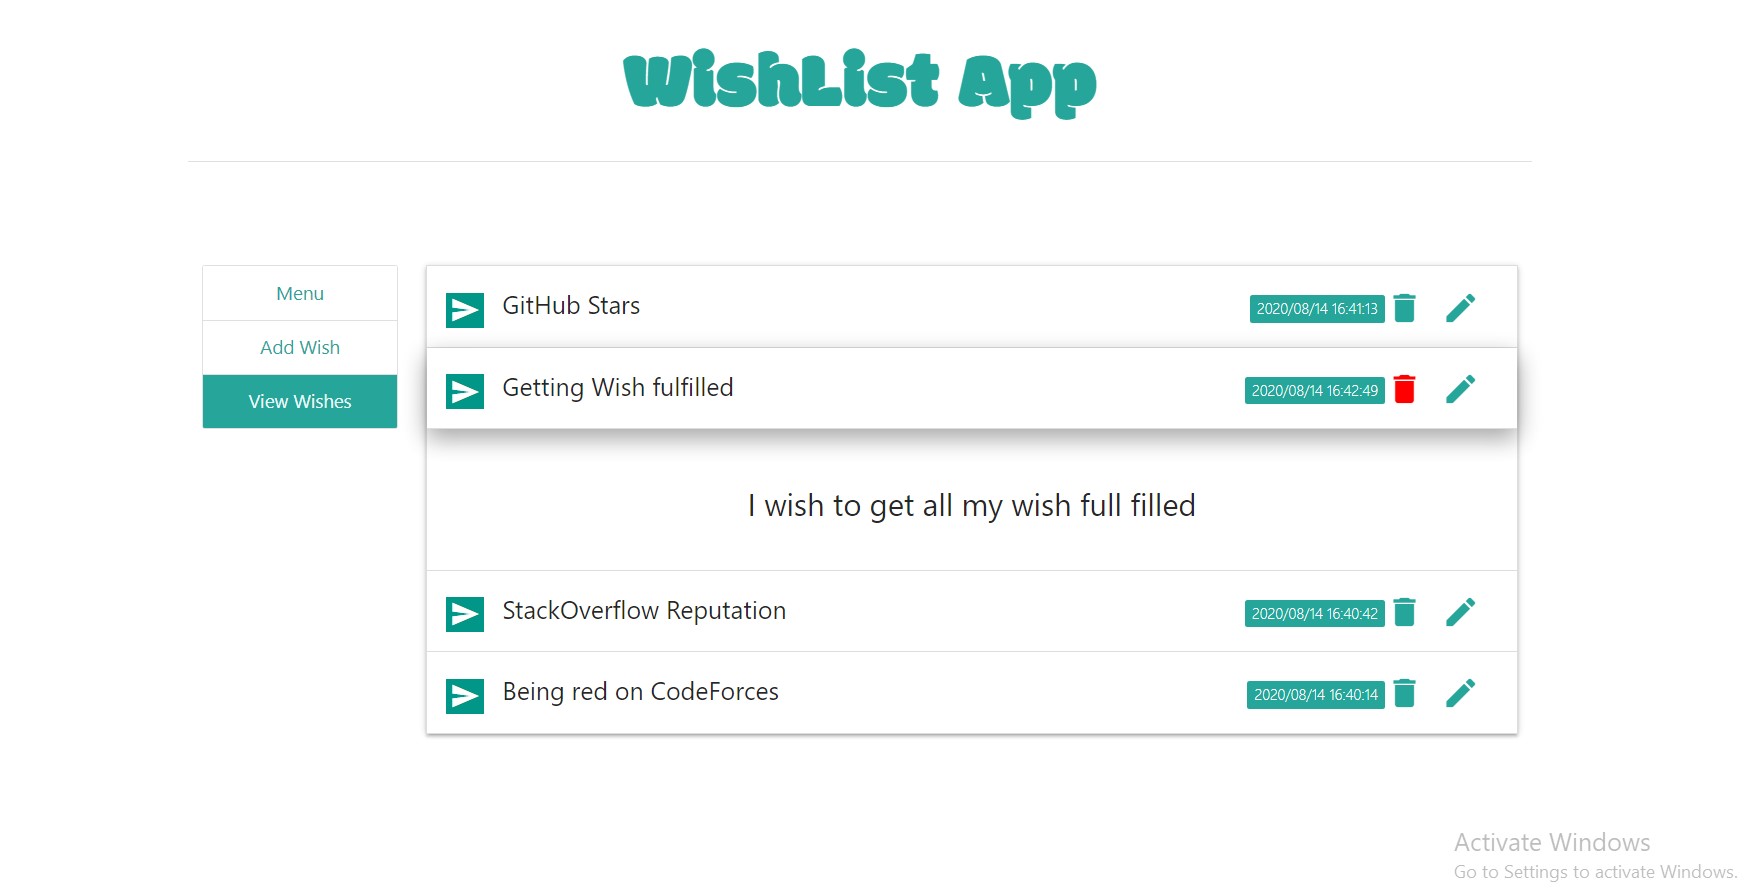 WishList App
Menu
Add Wish
View Wishes
GitHub Stars
2020/08/14 16:41:13
Getting Wish fulfilled
2020/08/14 16:42:49
I wish to get all my wish full filled
StackOverflow Reputation
2020/08/14 16:40:42
Being red on CodeForces
2020/08/14 16:40:14
Activate Windows
Go to Settings to activate Windows.